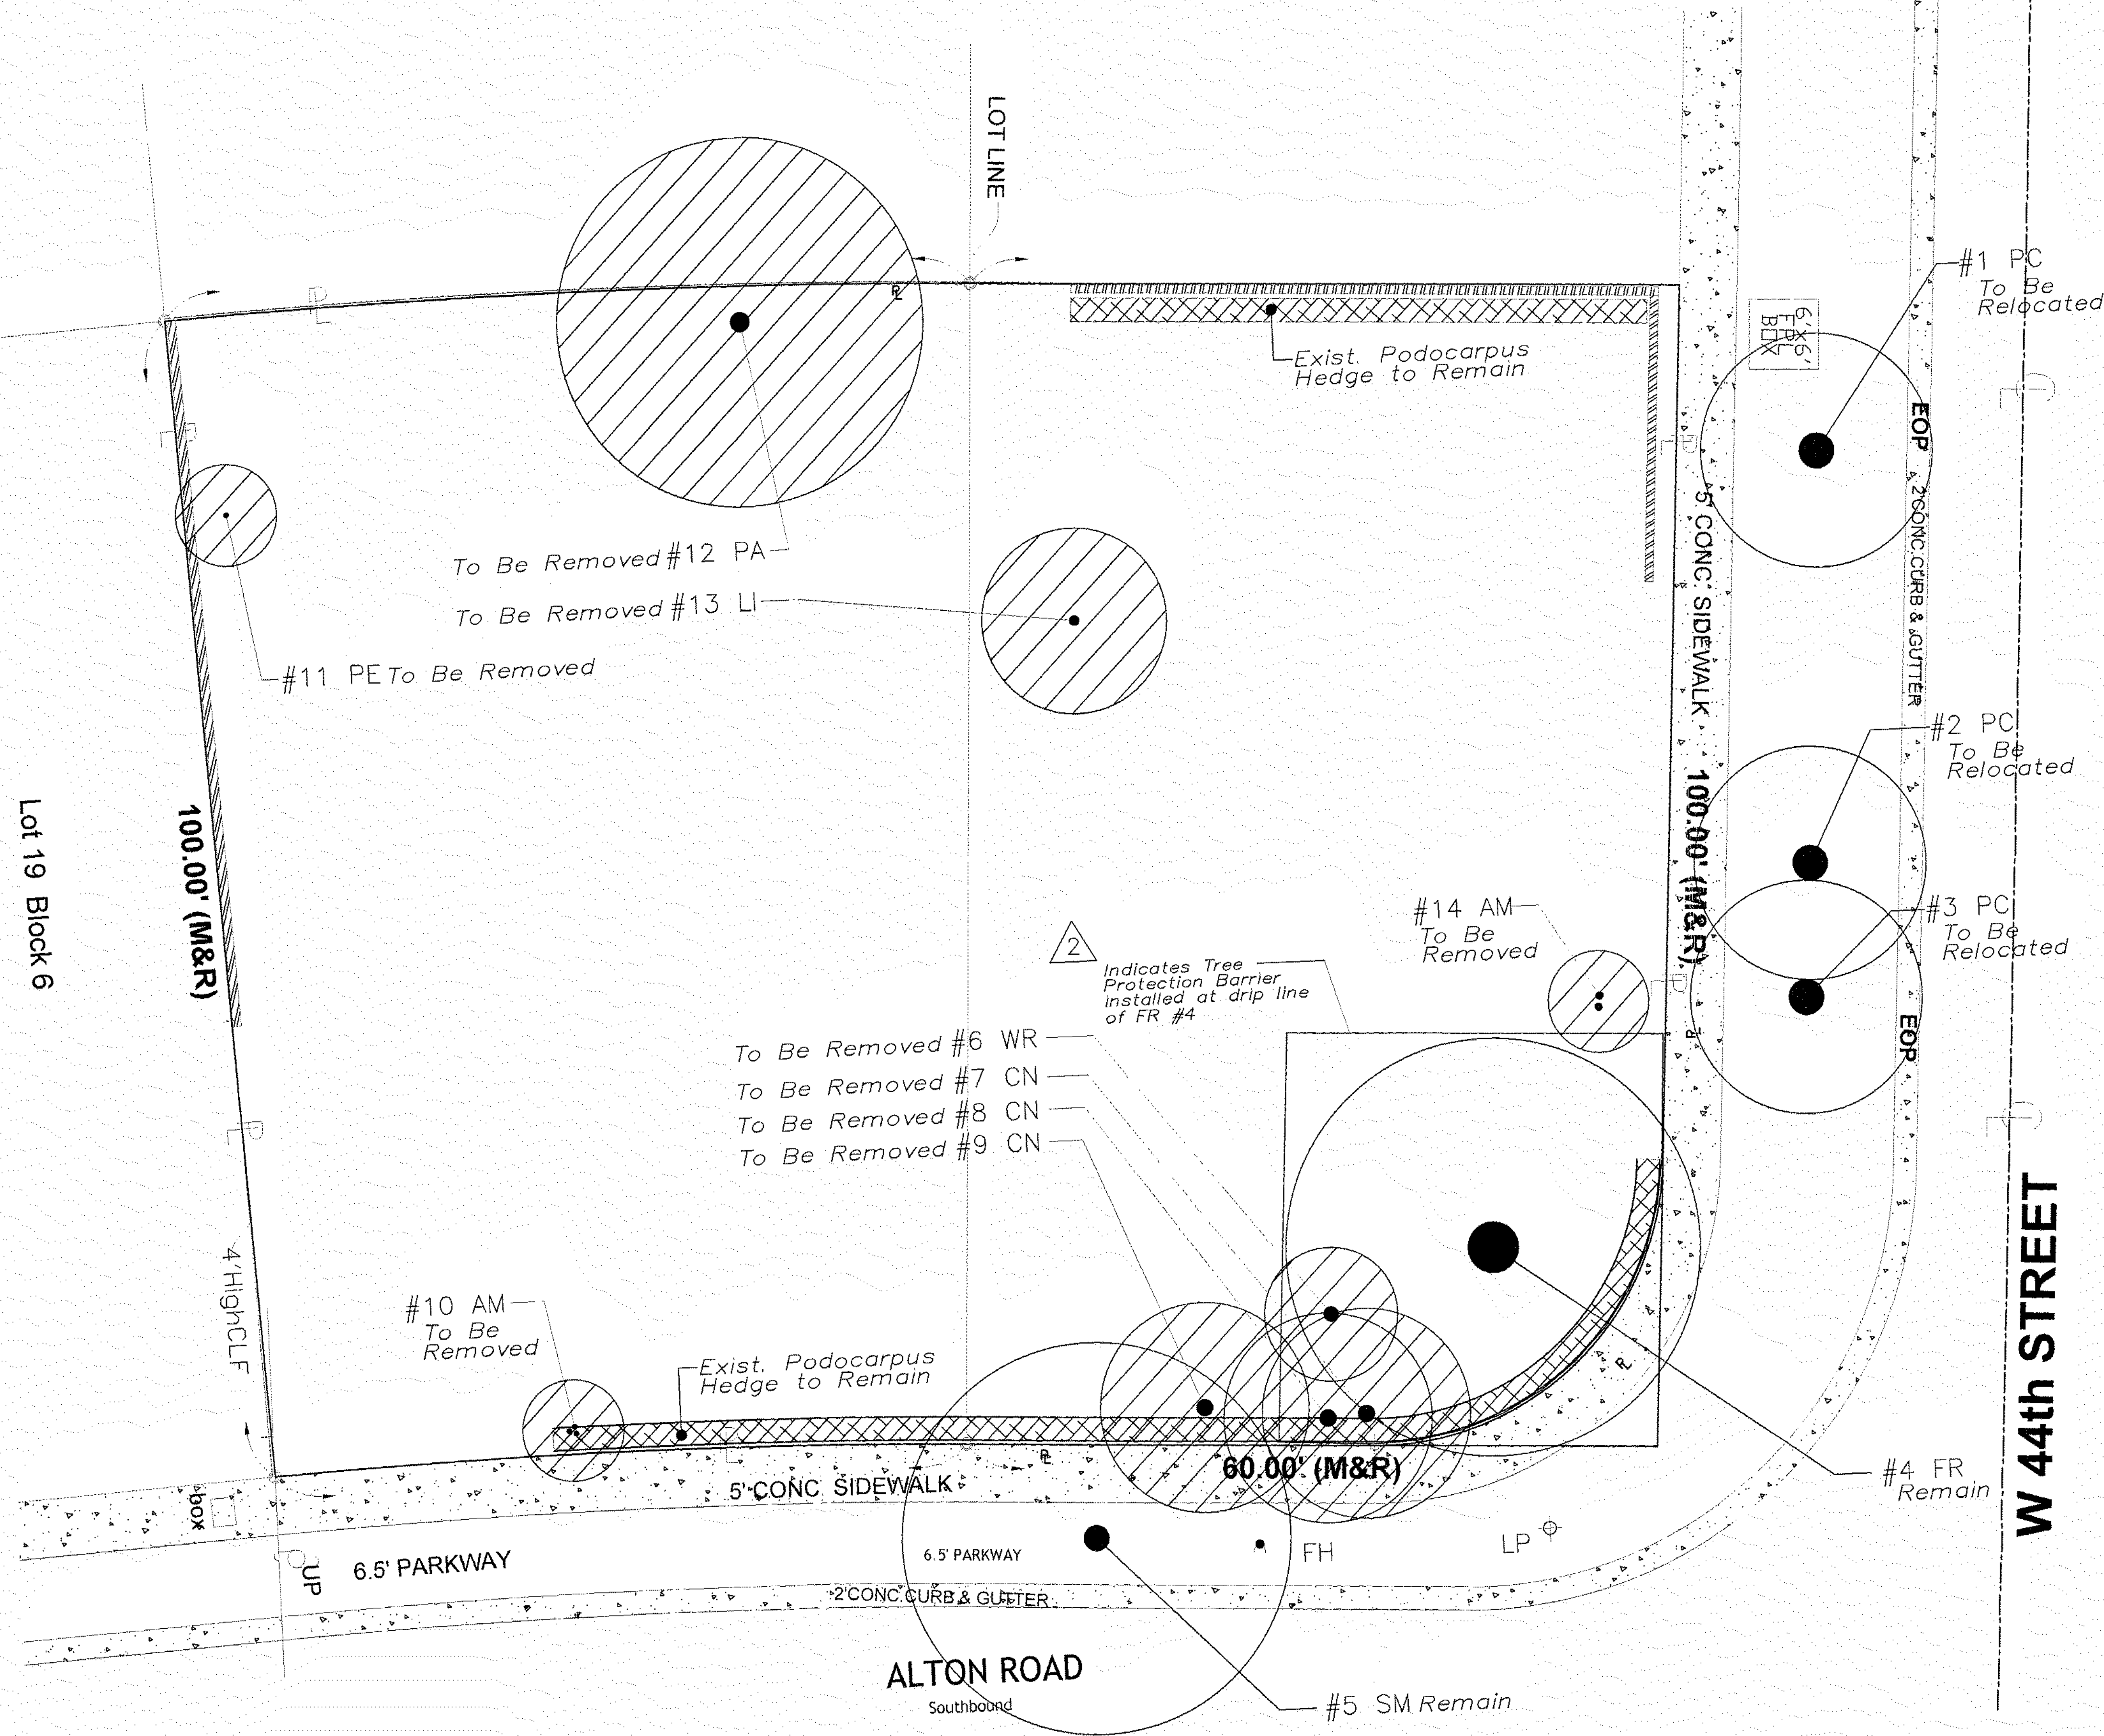 LOT LINE
#1 PC
To Be
Relocated
6'X6'
FPL
BOX
PL
PL
Exist. Podocarpus
Hedge to Remain
EOP
5' CONC. SIDEWALK
2'CONC.CURB & GUTTER
To Be Removed #12 PA
To Be Removed #13 LI
#11 PE To Be Removed
#2 PC
To Be
Relocated
Lot 19 Block 6
100.00' (M&R)
100.00' (M&R)
#14 AM
To Be
Removed
#3 PC
To Be
Relocated
2
Indicates Tree
Protection Barrier
installed at drip line
of FR #4
EOP
To Be Removed #6 WR
To Be Removed #7 CN
To Be Removed #8 CN
To Be Removed #9 CN
W 44th STREET
4'HighCLF
#10 AM
To Be
Removed
Exist. Podocarpus
Hedge to Remain
60.00' (M&R)
#4 FR
Remain
5' CONC SIDEWALK
box
UP
6.5' PARKWAY
6.5' PARKWAY
FH
LP
2'CONC.CURB & GUTTER
ALTON ROAD
Southbound
#5 SM Remain